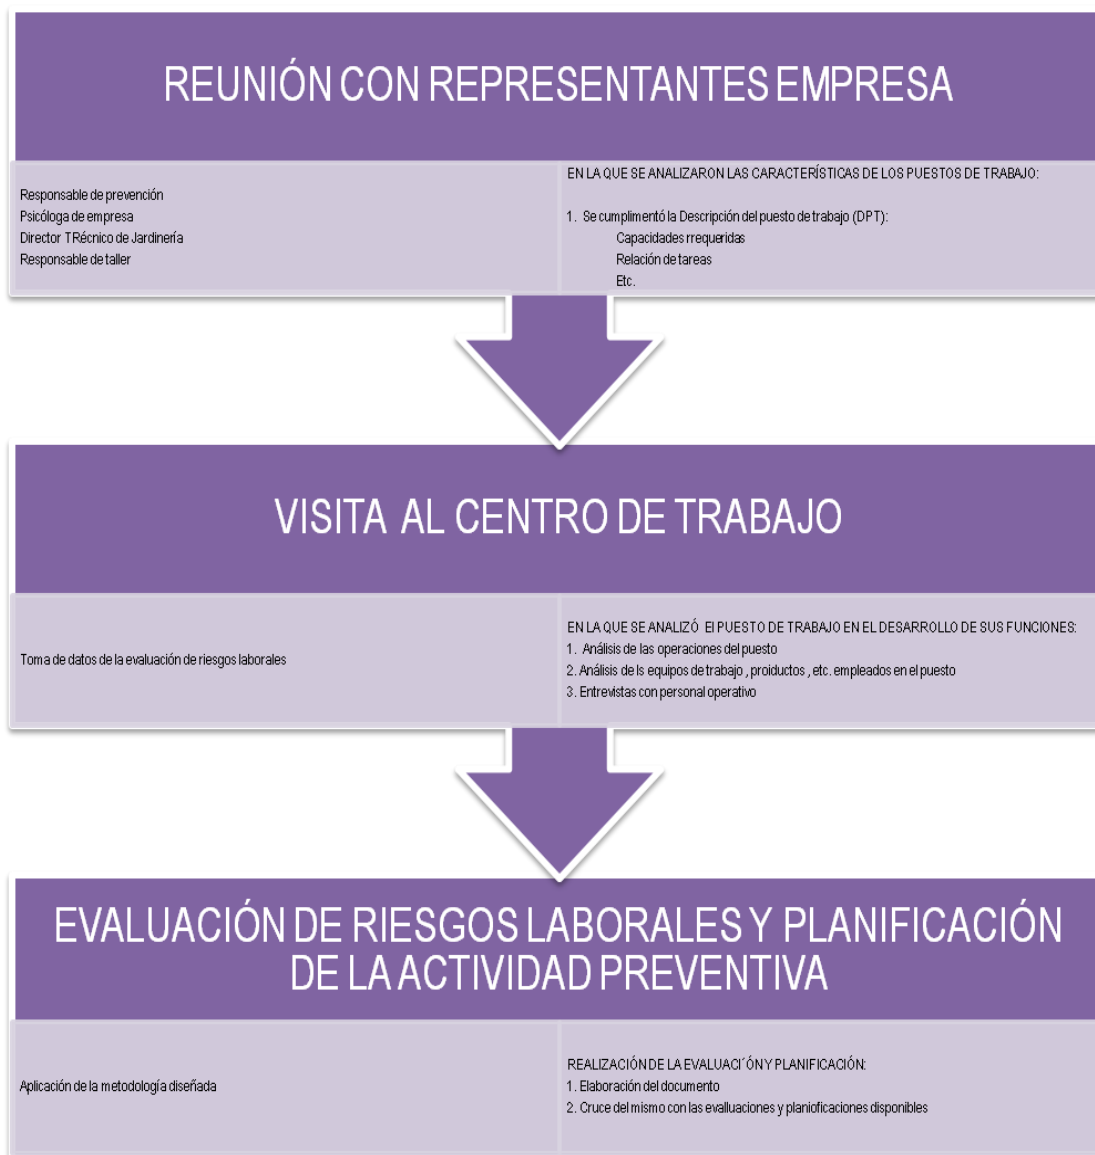 REUNIÓN CON REPRESENTANTES EMPRESA
Responsable de prevención
Psicóloga de empresa
Director TRécnico de Jardinería
Responsable de taller
EN LA QUE SE ANALIZARON LAS CARACTERÍSTICAS DE LOS PUESTOS DE TRABAJO:
1. Se cumplimentó la Descripción del puesto de trabajo (DPT):
Capacidades rrequeridas
Relación de tareas
Etc.
VISITA AL CENTRO DE TRABAJO
Toma de datos de la evaluación de riesgos laborales
EN LA QUE SE ANALIZÓ El PUESTO DE TRABAJO EN EL DESARROLLO DE SUS FUNCIONES:
1. Análisis de las operaciones del puesto
2. Análisis de ls equipos de trabajo , proiductos , etc. empleados en el puesto
3. Entrevistas con personal operativo
EVALUACIÓN DE RIESGOS LABORALES Y PLANIFICACIÓN
DE LA ACTIVIDAD PREVENTIVA
Aplicación de la metodología diseñada
REALIZACIÓN DE LA EVALUACI´ÓN Y PLANIFICACIÓN:
1. Elaboración del documento
2. Cruce del mismo con las evalluaciones y planioficaciones disponibles